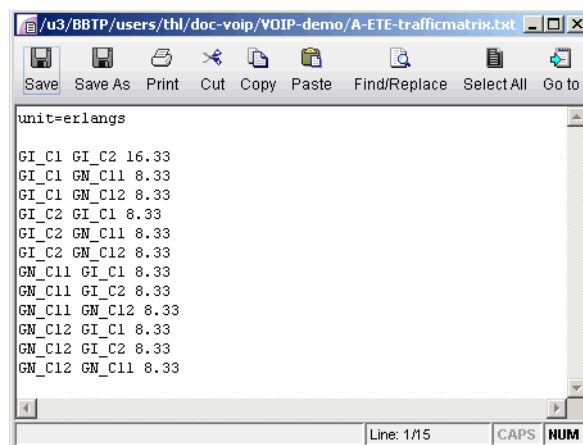 /u3/BBTP/users/thl/doc-voip/VOIP-demo/A-ETE-trafficmatrix.txt
Save Save As Print Cut Copy Paste Find/Replace Select All Go to
unit=erlangs
GI_C1 GI_C2 16.33
GI_C1 GN_C11 8.33
GI_C1 GN_C12 8.33
GI_C2 GI_C1 8.33
GI_C2 GN_C11 8.33
GI_C2 GN_C12 8.33
GN_C11 GI_C1 8.33
GN_C11 GI_C2 8.33
GN_C11 GN_C12 8.33
GN_C12 GI_C1 8.33
GN_C12 GI_C2 8.33
GN_C12 GN_C11 8.33
Line: 1/15 CAPS NUM